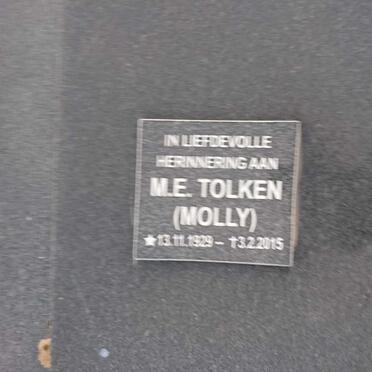 IN LIEFDEVOLLE
HERINNERING AAN
M.E. TOLKEN
(MOLLY)
★13.11.1929 – ✝3.2.2015